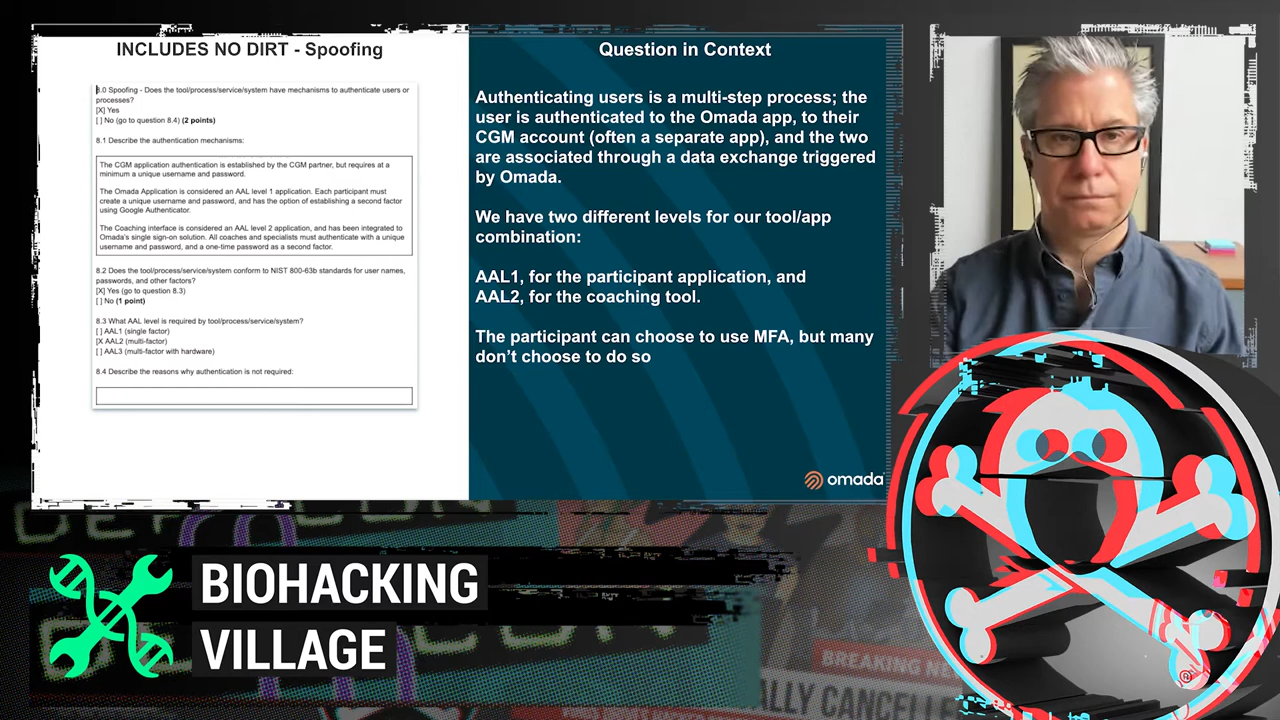 INCLUDES NO DIRT - Spoofing
8.0 Spoofing - Does the tool/process/service/system have mechanisms to authenticate users or
processes?
[X] Yes
[ ] No (go to question 8.4) (2 points)
8.1 Describe the authentication mechanisms:
The CGM application authentication is established by the CGM partner, but requires at a
minimum a unique username and password.
The Omada Application is considered an AAL level 1 application. Each participant must
create a unique username and password, and has the option of establishing a second factor
using Google Authenticator.
The Coaching interface is considered an AAL level 2 application, and has been integrated to
Omada's single sign-on solution. All coaches and specialists must authenticate with a unique
username and password, and a one-time password as a second factor.
8.2 Does the tool/process/service/system conform to NIST 800-63b standards for user names,
passwords, and other factors?
[X] Yes (go to question 8.3)
[ ] No (1 point)
8.3 What AAL level is required by tool/process/service/system?
[ ] AAL1 (single factor)
[X AAL2 (multi-factor)
[ ] AAL3 (multi-factor with hardware)
8.4 Describe the reasons why authentication is not required:
Question in Context
Authenticating users is a multi-step process; the
user is authenticated to the Omada app, to their
CGM account (often a separate app), and the two
are associated through a secure pairing triggered
by Omada.
We have two different levels for our tool/app
combination:
AAL1, for the participant application, and
AAL2, for the coaching tool.
The participant can choose to use MFA, but many
don't choose to do so
omada
BIOHACKING
VILLAGE
BREAKING NE
ALLY CANCELLE
®